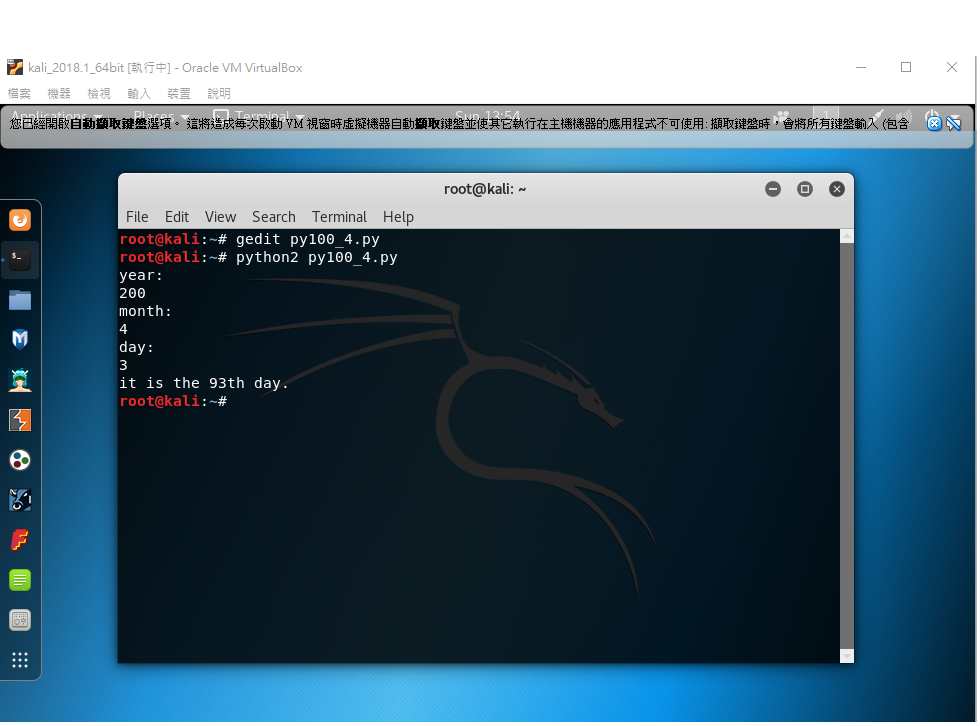 kali_2018.1_64bit [執行中] - Oracle VM VirtualBox
檔案 機器 檢視 輸入 裝置 說明
Applications Places Terminal Sun 13:54
您已經開啟自動擷取鍵盤選項。 這將造成每次啟動 VM 視窗時虛擬機器自動擷取鍵盤並使其它執行在主機機器的應用程式不可使用: 擷取鍵盤時，會將所有鍵盤輸入 (包含
root@kali: ~
File Edit View Search Terminal Help
root@kali:~# gedit py100_4.py
root@kali:~# python2 py100_4.py
year:
200
month:
4
day:
3
it is the 93th day.
root@kali:~#